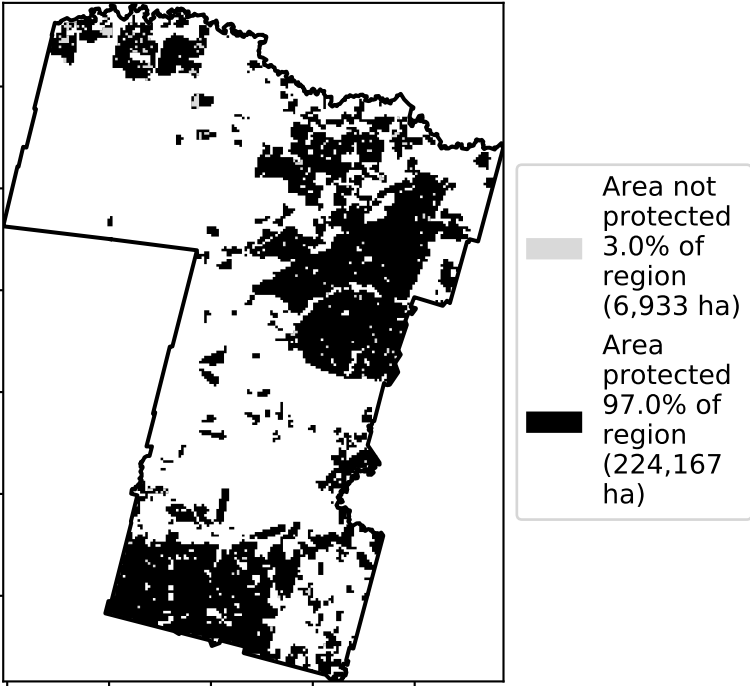 Area not
protected
3.0% of
region
(6,933 ha)
Area
protected
97.0% of
region
(224,167
ha)